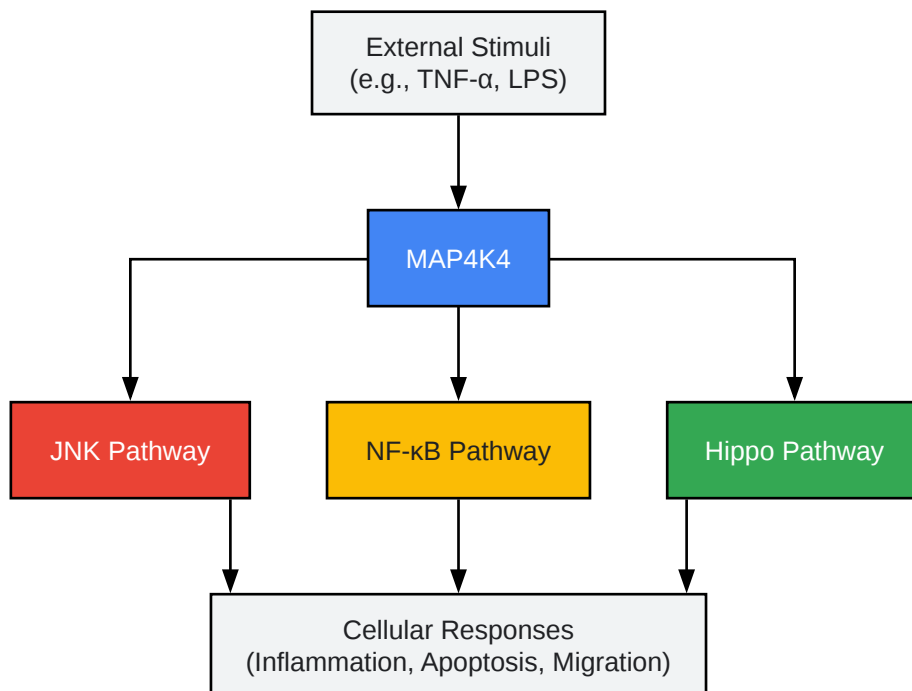 External Stimuli
(e.g., TNF-α, LPS)
MAP4K4
JNK Pathway
NF-κB Pathway
Hippo Pathway
Cellular Responses
(Inflammation, Apoptosis, Migration)